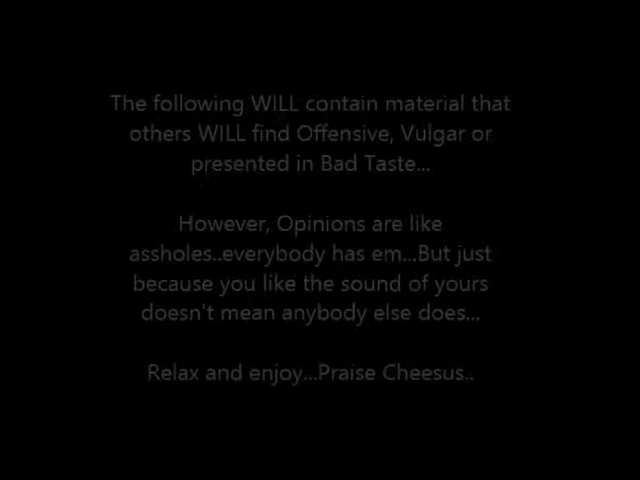 The following WILL contain material that
others WILL find Offensive, Vulgar or
presented in Bad Taste...
However, Opinions are like
assholes..everybody has em...But just
because you like the sound of yours
doesn't mean anybody else does...
Relax and enjoy...Praise Cheesus..